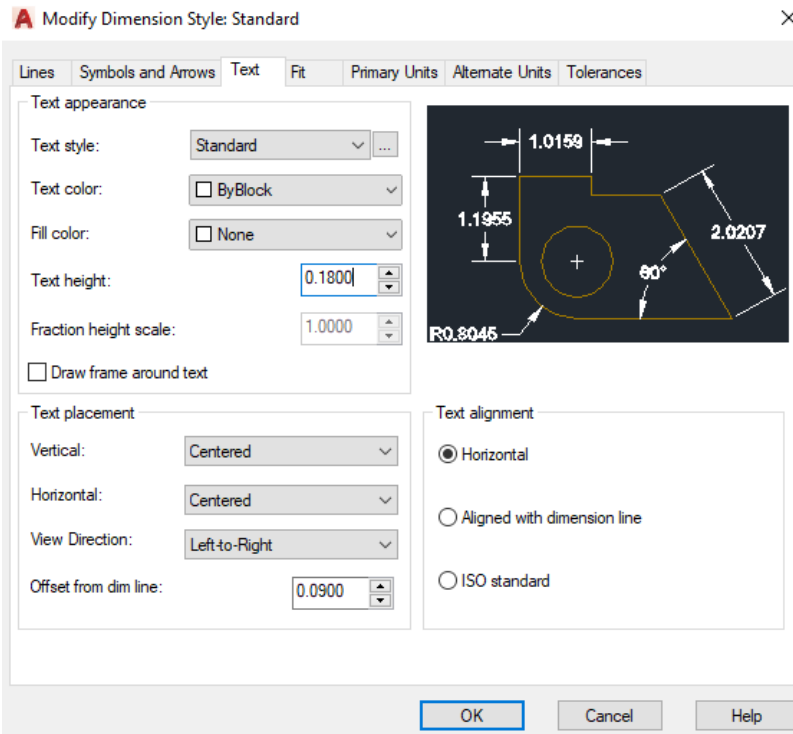 Modify Dimension Style: Standard
Lines Symbols and Arrows Text Fit Primary Units Alternate Units Tolerances
Text appearance
Text style: Standard ...
Text color: ByBlock
Fill color: None
Text height: 0.1800
Fraction height scale: 1.0000
Draw frame around text
1.0159
1.1955
2.0207
60°
R0.8045
Text placement
Vertical: Centered
Horizontal: Centered
View Direction: Left-to-Right
Offset from dim line: 0.0900
Text alignment
Horizontal
Aligned with dimension line
ISO standard
OK Cancel Help